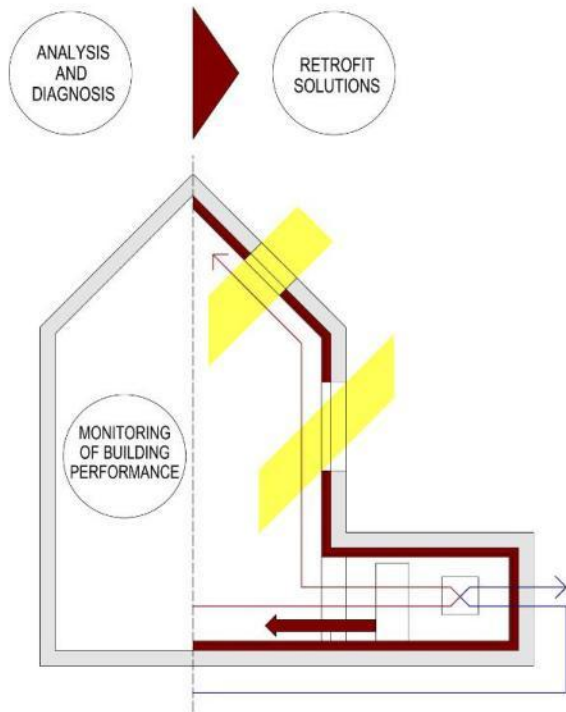 ANALYSIS
AND
DIAGNOSIS
RETROFIT
SOLUTIONS
MONITORING
OF BUILDING
PERFORMANCE